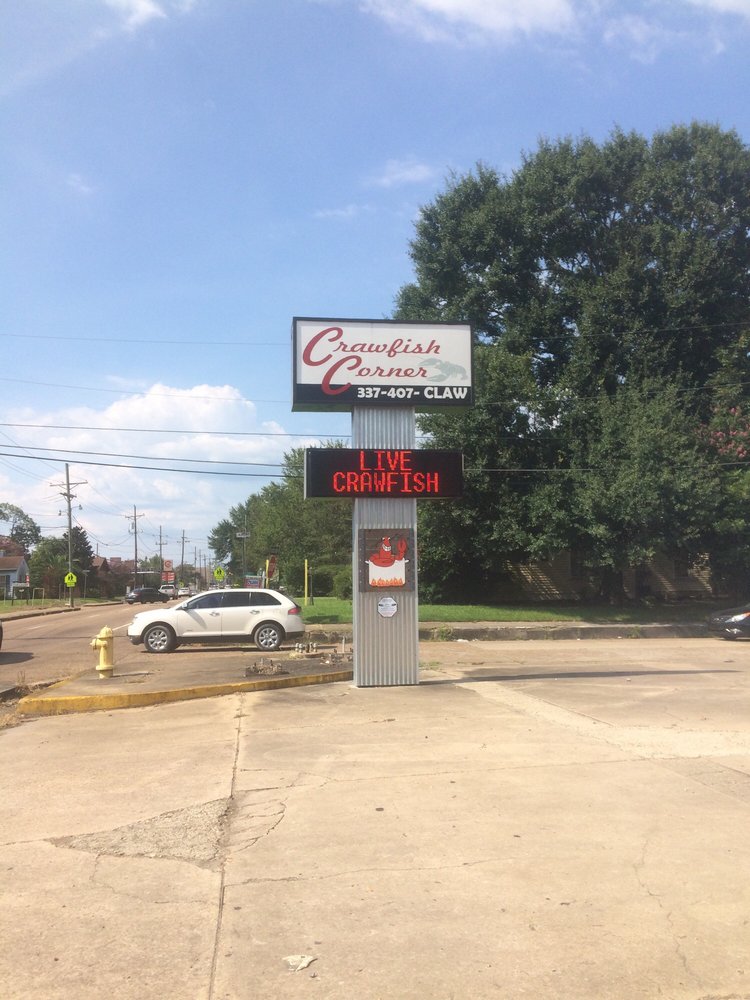 Crawfish
Corner
337-407- CLAW
LIVE
CRAWFISH